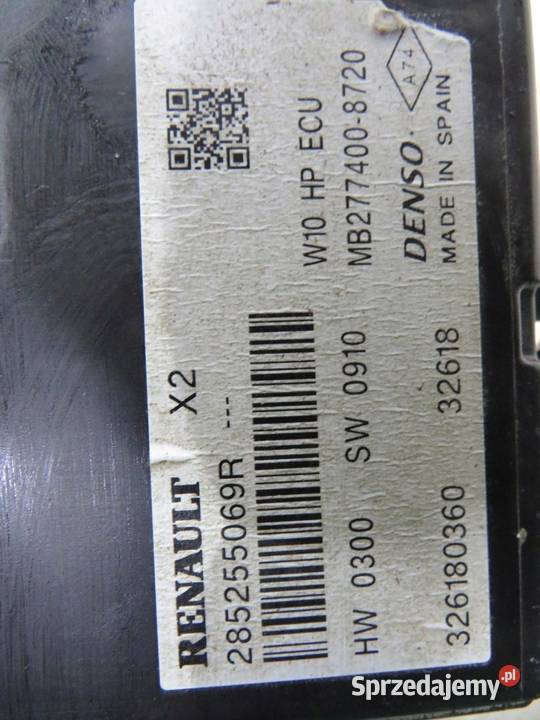 RENAULT X2
285255069R ---
W10 HP ECU
HW 0300 SW 0910 MB277400-8720
DENSO A74
326180360 32618 MADE IN SPAIN
Sprzedajemy.pl